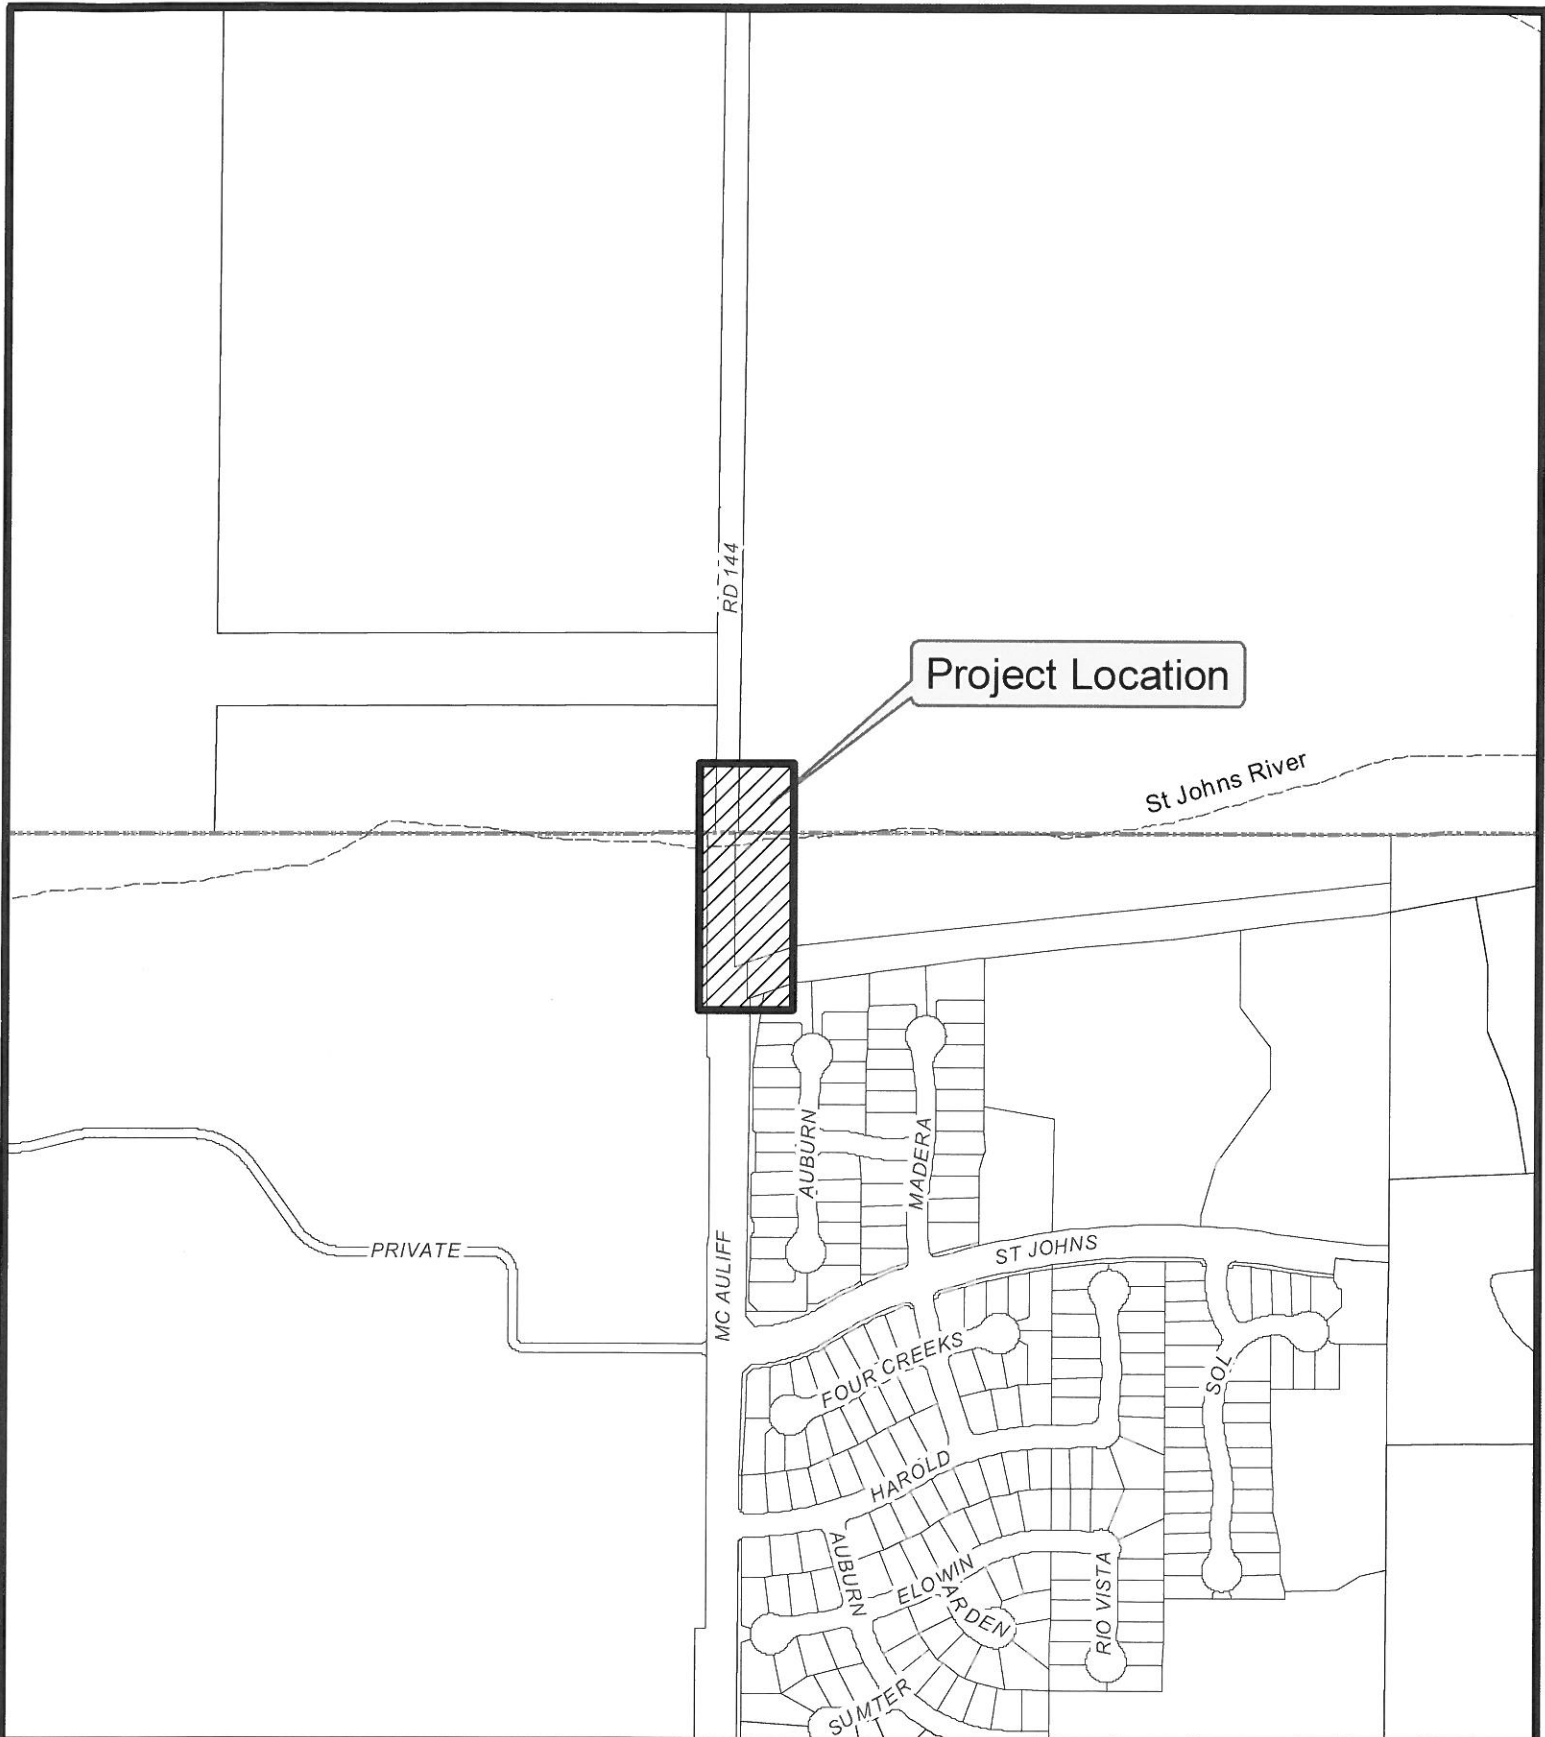 RD 144
Project Location
St Johns River
AUBURN
MADERA
PRIVATE
MC AULIFF
ST JOHNS
FOUR CREEKS
SOL
HAROLD
AUBURN
ELOWIN
ARDEN
RIO VISTA
SUMTER